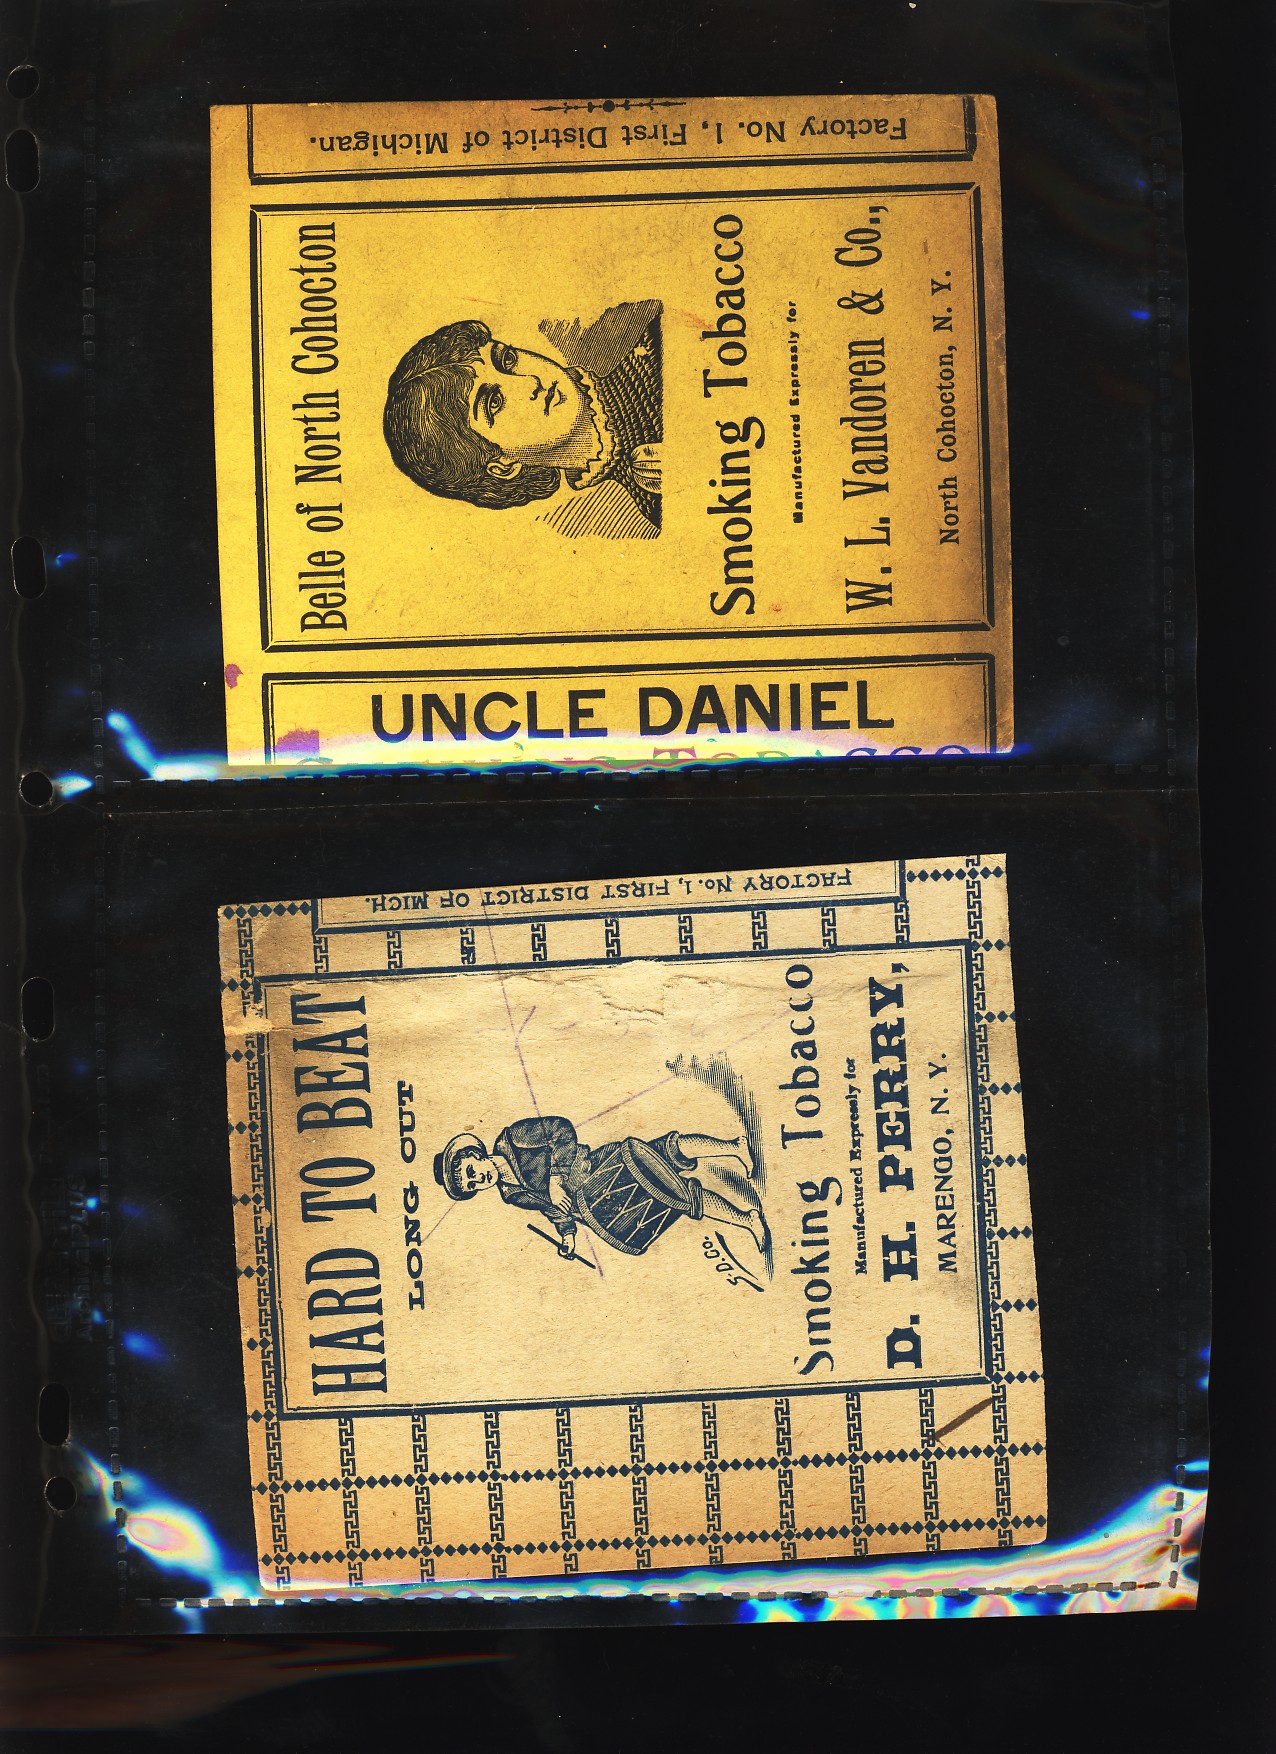 Factory No. 1, First District of Michigan.
Belle of North Cohocton
Smoking Tobacco
Manufactured Expressly for
W. L. Vandoren & Co.,
North Cohocton, N. Y.
UNCLE DANIEL
SMOKING TOBACCO
FACTORY No. 1, FIRST DISTRICT OF MICH.
HARD TO BEAT
LONG CUT
S.D.Co.
Smoking Tobacco
Manufactured Expressly for
D. H. PERRY,
MARENGO, N. Y.